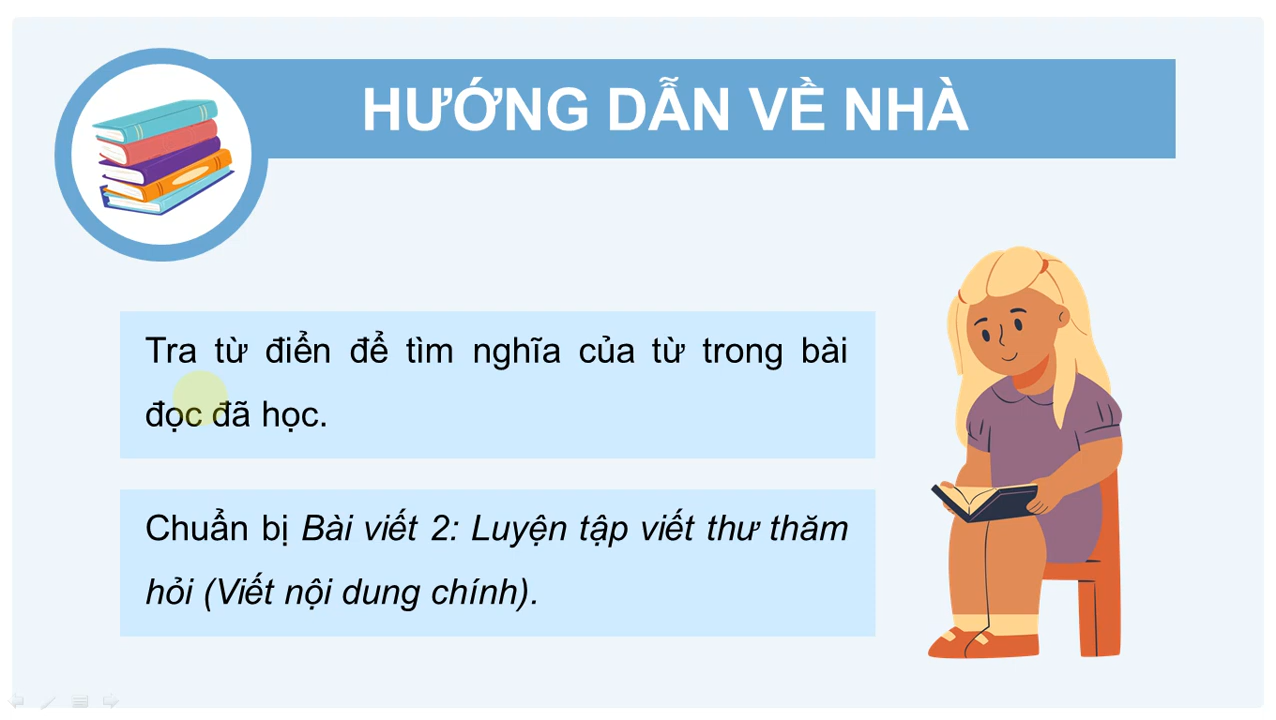 HƯỚNG DẪN VỀ NHÀ
Tra từ điển để tìm nghĩa của từ trong bài
đọc đã học.
Chuẩn bị Bài viết 2: Luyện tập viết thư thăm
hỏi (Viết nội dung chính).